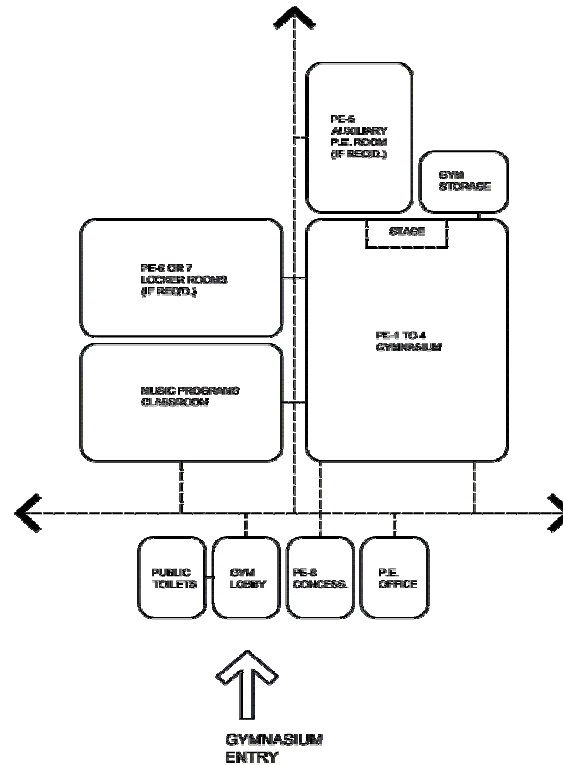 PE-5
AUXILIARY
P.E. ROOM
(IF REQ'D.)
GYM
STORAGE
STAGE
PE-6 OR 7
LOCKER ROOMS
(IF REQ'D.)
PE-1 TO 4
GYMNASIUM
MUSIC PROGRAMS
CLASSROOM
PUBLIC
TOILETS
GYM
LOBBY
PE-8
CONCESS.
P.E.
OFFICE
GYMNASIUM
ENTRY